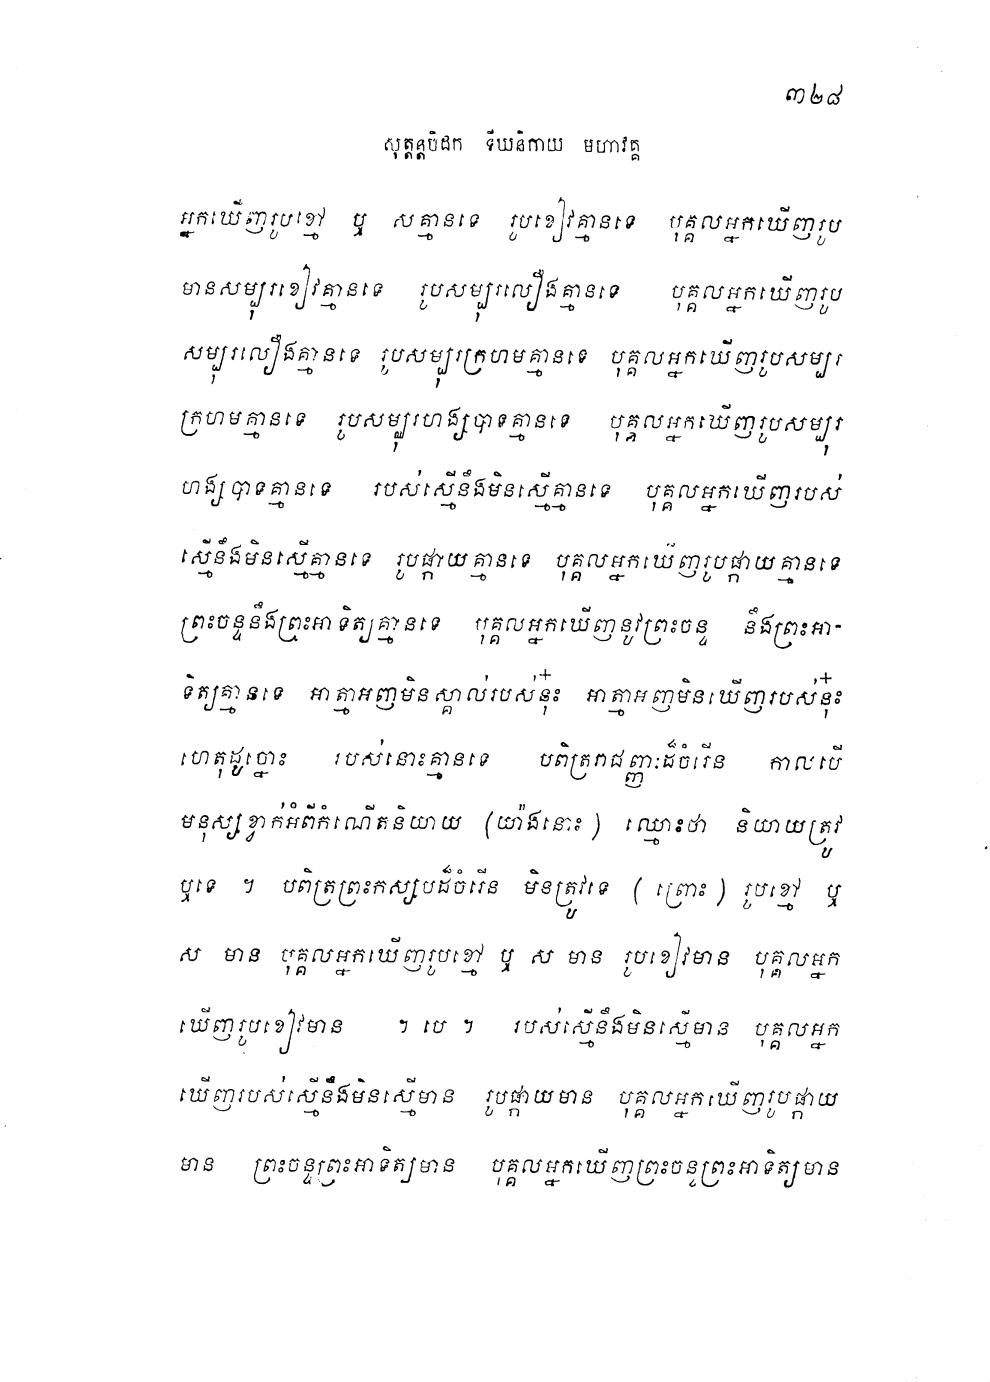 ៣២៨
សុត្តន្តបិដក ទីឃនិកាយ មហាវគ្គ
អ្នកឃើញរូបខ្មៅ ឬ សគ្មានទេ រូបខៀវគ្មានទេ បុគ្គលអ្នកឃើញរូប
មានសម្បុរខៀវគ្មានទេ រូបសម្បុរលឿងគ្មានទេ បុគ្គលអ្នកឃើញរូប
សម្បុរលឿងគ្មានទេ រូបសម្បុរក្រហមគ្មានទេ បុគ្គលអ្នកឃើញរូបសម្បុរ
ក្រហមគ្មានទេ រូបសម្បុរហង្សបាទគ្មានទេ បុគ្គលអ្នកឃើញរូបសម្បុរ
ហង្សបាទគ្មានទេ របស់ស្មើនឹងមិនស្មើគ្មានទេ បុគ្គលអ្នកឃើញរបស់
ស្មើនឹងមិនស្មើគ្មានទេ រូបផ្កាយគ្មានទេ បុគ្គលអ្នកឃើញរូបផ្កាយគ្មានទេ
ព្រះចន្ទនឹងព្រះអាទិត្យគ្មានទេ បុគ្គលអ្នកឃើញនូវព្រះចន្ទ នឹងព្រះអា-
ទិត្យគ្មានទេ អាត្មាអញមិនស្គាល់របស់នុ៎ះ អាត្មាអញមិនឃើញរបស់នុ៎ះ
ហេតុដូច្នោះ របស់នោះគ្មានទេ បពិត្ររាជញ្ញៈដ៏ចំរើន កាលបើ
មនុស្សខ្វាក់អំពីកំណើតនិយាយ (យ៉ាងនោះ) ឈ្មោះថា និយាយត្រូវ
ឬទេ ។ បពិត្រព្រះកស្សបដ៏ចំរើន មិនត្រូវទេ (ព្រោះ) រូបខ្មៅ ឬ
ស មាន បុគ្គលអ្នកឃើញរូបខ្មៅ ឬ ស មាន រូបខៀវមាន បុគ្គលអ្នក
ឃើញរូបខៀវមាន ។ បេ ។ របស់ស្មើនឹងមិនស្មើមាន បុគ្គលអ្នក
ឃើញរបស់ស្មើនឹងមិនស្មើមាន រូបផ្កាយមាន បុគ្គលអ្នកឃើញរូបផ្កាយ
មាន ព្រះចន្ទព្រះអាទិត្យមាន បុគ្គលអ្នកឃើញព្រះចន្ទព្រះអាទិត្យមាន